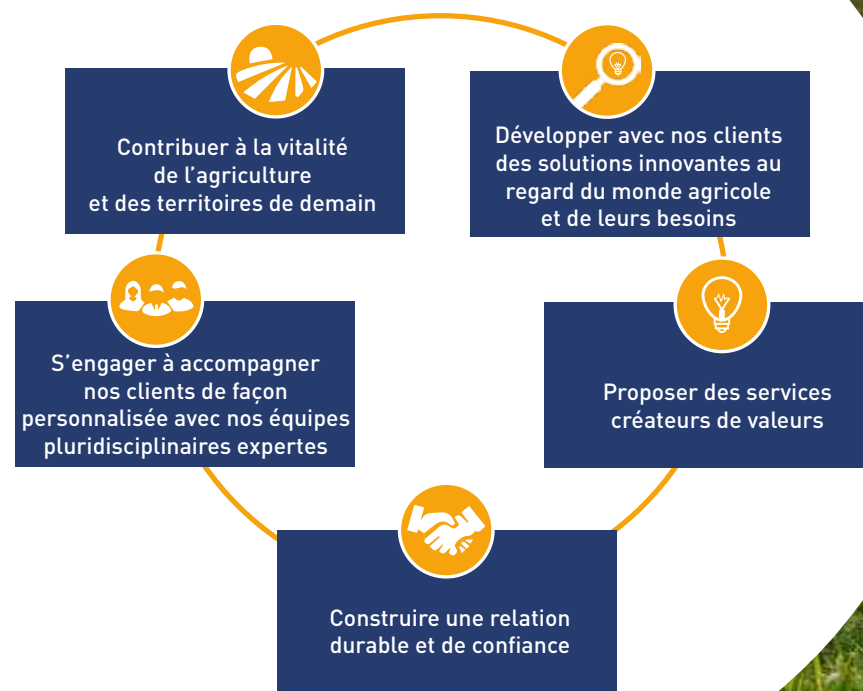 Contribuer à la vitalité
de l’agriculture
et des territoires de demain
Développer avec nos clients
des solutions innovantes au
regard du monde agricole
et de leurs besoins
S’engager à accompagner
nos clients de façon
personnalisée avec nos équipes
pluridisciplinaires expertes
Proposer des services
créateurs de valeurs
Construire une relation
durable et de confiance